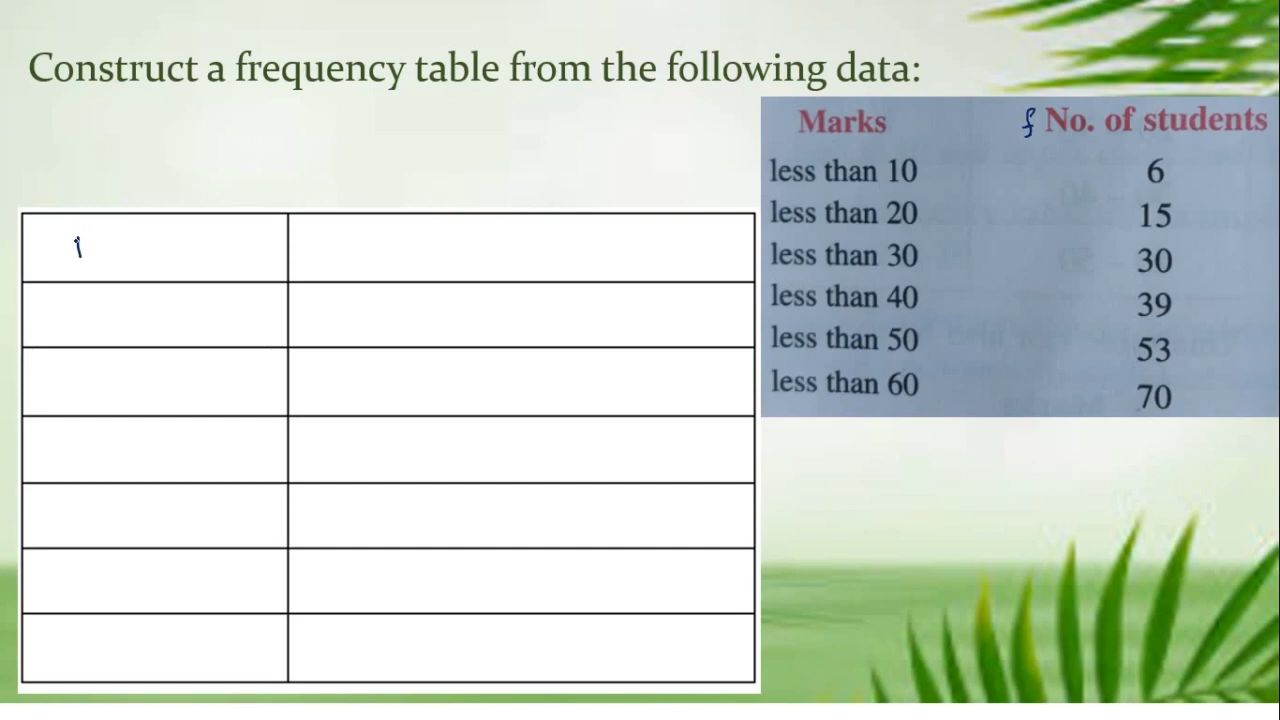 Construct a frequency table from the following data:
Marks f No. of students
less than 10 6
less than 20 15
less than 30 30
less than 40 39
less than 50 53
less than 60 70